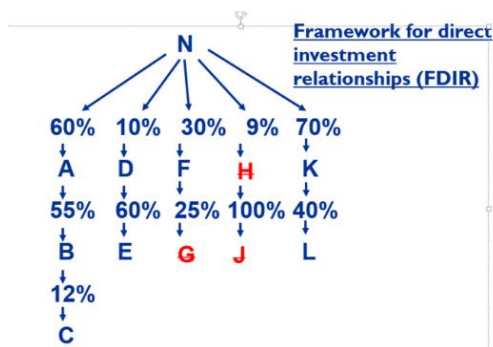 Framework for direct
investment
relationships (FDIR)
N
60% 10% 30% 9% 70%
A D F H K
55% 60% 25% 100% 40%
B E G J L
12%
C